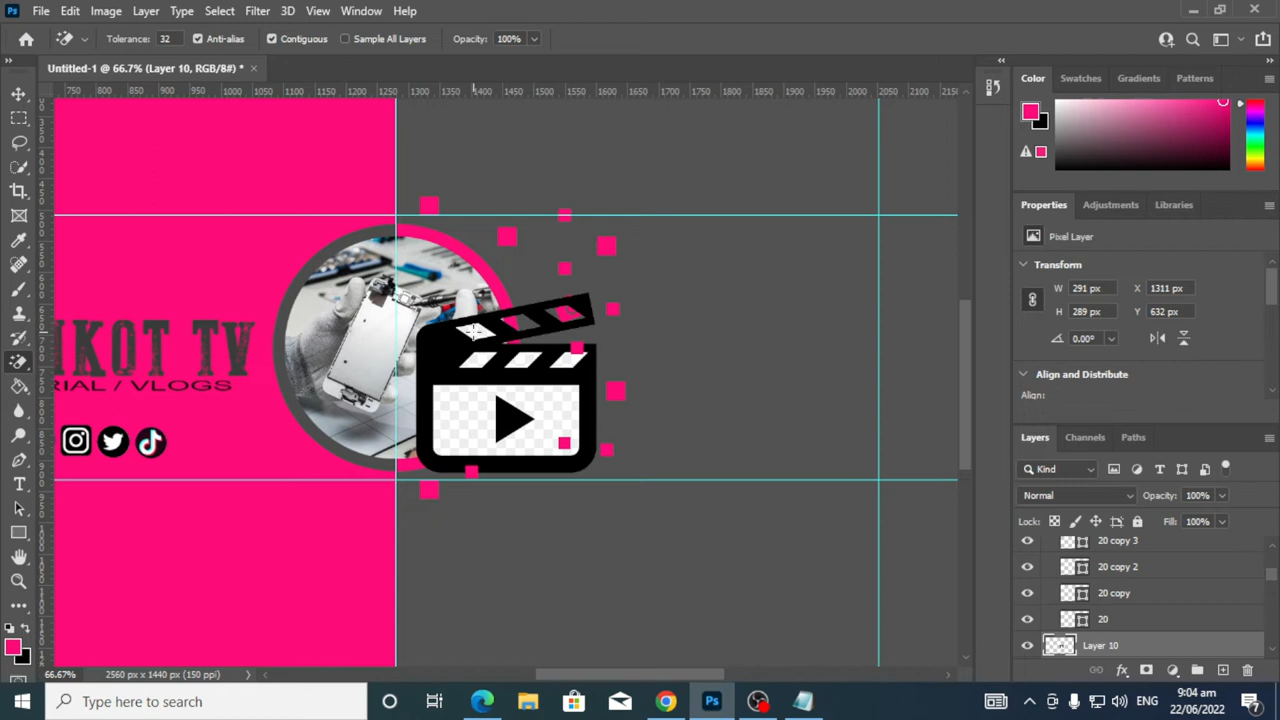 Ps File Edit Image Layer Type Select Filter 3D View Window Help
Tolerance: 32 Anti-alias Contiguous Sample All Layers Opacity: 100%
Untitled-1 @ 66.7% (Layer 10, RGB/8#) *
750 800 850 900 950 1000 1050 1100 1150 1200 1250 1300 1350 1400 1450 1500 1550 1600 1650 1700 1750 1800 1850 1900 1950 2000 2050 2100
Color Swatches Gradients Patterns
Properties Adjustments Libraries
Pixel Layer
Transform
W 291 px X 1311 px
H 289 px Y 632 px
0.00°
Align and Distribute
Align:
IKOT TV
RIAL / VLOGS
Layers Channels Paths
Kind
Normal Opacity: 100%
Lock: Fill: 100%
20 copy 3
20 copy 2
20 copy
20
Layer 10
66.67% 2560 px x 1440 px (150 ppi)
Type here to search
Ps
ENG
9:04 am
22/06/2022
7